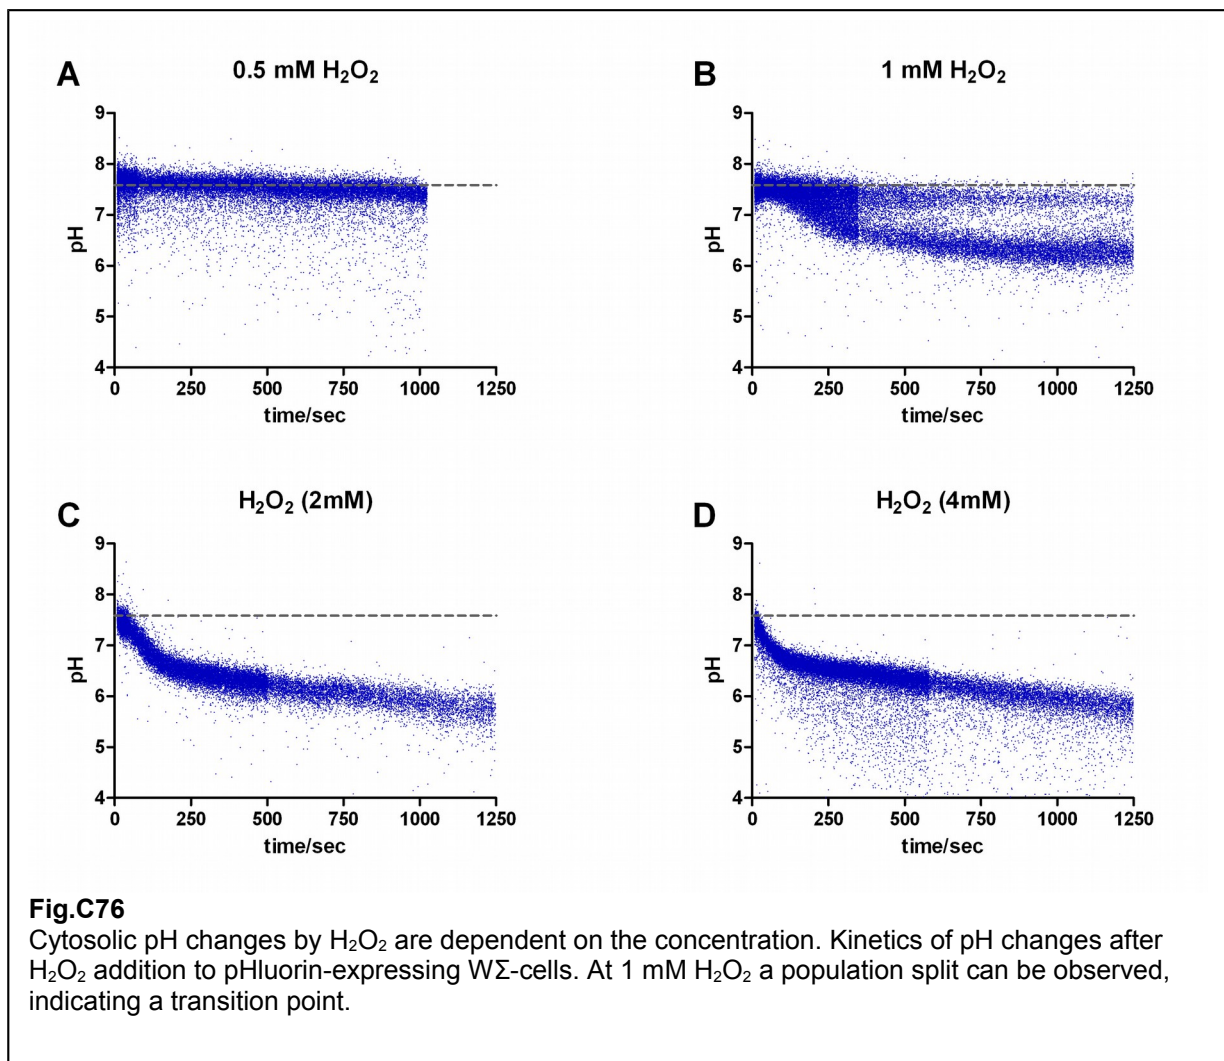 A
0.5 mM H₂O₂
B
1 mM H₂O₂
9
8
7
6
5
4
pH
0 250 500 750 1000 1250
time/sec
9
8
7
6
5
4
pH
0 250 500 750 1000 1250
time/sec
C
H₂O₂ (2mM)
D
H₂O₂ (4mM)
9
8
7
6
5
4
pH
0 250 500 750 1000 1250
time/sec
9
8
7
6
5
4
pH
0 250 500 750 1000 1250
time/sec
Fig.C76
Cytosolic pH changes by H₂O₂ are dependent on the concentration. Kinetics of pH changes after
H₂O₂ addition to pHluorin-expressing WΣ-cells. At 1 mM H₂O₂ a population split can be observed,
indicating a transition point.